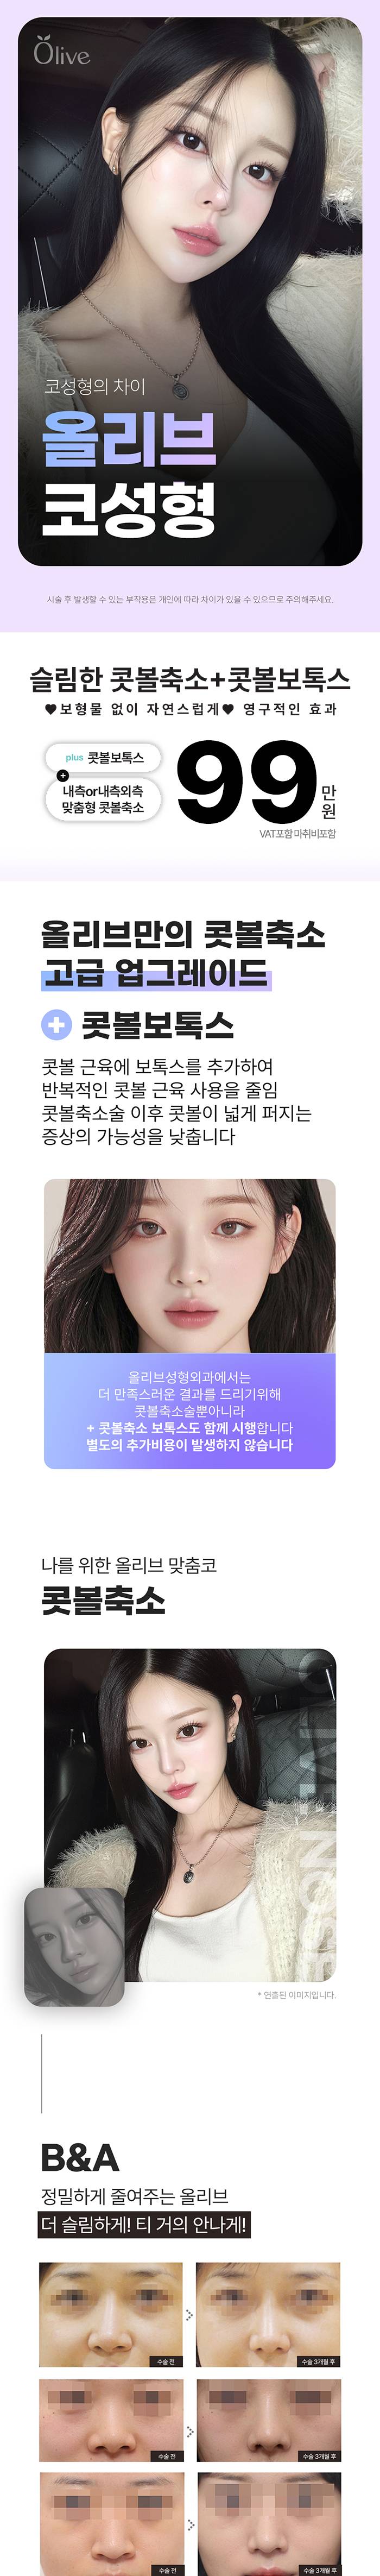 Olive
코성형의 차이
올리브
코성형
시술 후 발생할 수 있는 부작용은 개인에 따라 차이가 있을 수 있으므로 주의해주세요.
슬림한 콧볼축소+콧볼보톡스
♥보형물 없이 자연스럽게♥ 영구적인 효과
plus 콧볼보톡스
+
내측or내측외측
맞춤형 콧볼축소
99만원
VAT포함 마취비포함
올리브만의 콧볼축소
고급 업그레이드
+ 콧볼보톡스
콧볼 근육에 보톡스를 추가하여
반복적인 콧볼 근육 사용을 줄임
콧볼축소술 이후 콧볼이 넓게 퍼지는
증상의 가능성을 낮춥니다
올리브성형외과에서는
더 만족스러운 결과를 드리기위해
콧볼축소술뿐아니라
+ 콧볼축소 보톡스도 함께 시행합니다
별도의 추가비용이 발생하지 않습니다
나를 위한 올리브 맞춤코
콧볼축소
* 연출된 이미지입니다.
B&A
정밀하게 줄여주는 올리브
더 슬림하게! 티 거의 안나게!
수술 전
수술 3개월 후
수술 전
수술 3개월 후
수술 전
수술 3개월 후